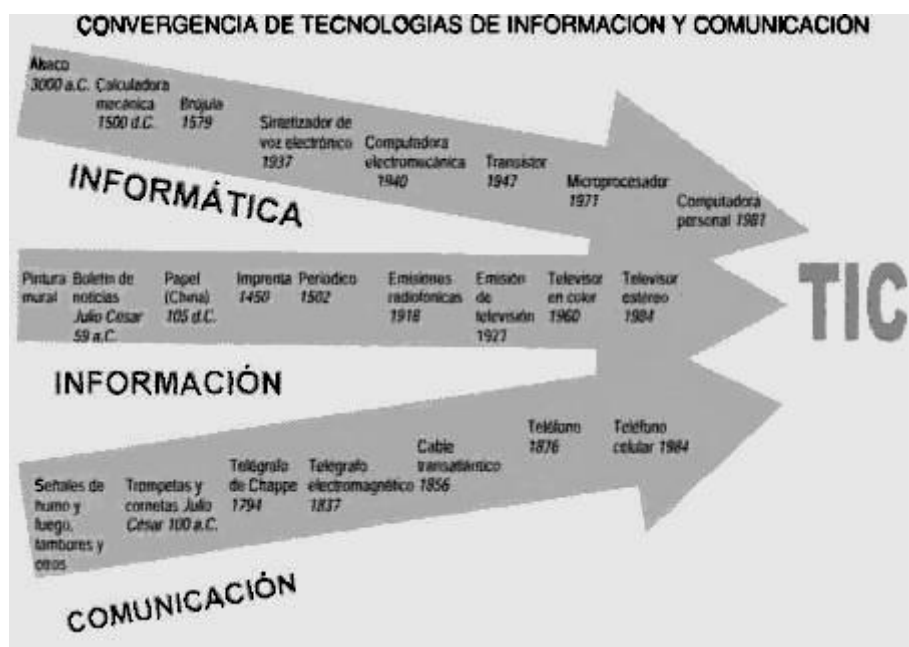 CONVERGENCIA DE TECNOLOGÍAS DE INFORMACIÓN Y COMUNICACIÓN
Ábaco
3000 a.C.
Calculadora
mecánica
1500 d.C.
Brújula
1579
Sintetizador de
voz electrónico
1937
Computadora
electromecánica
1940
Transistor
1947
Microprocesador
1971
Computadora
personal 1981
INFORMÁTICA
Pintura
mural
Boletín de
noticias
Julio César
59 a.C.
Papel
(China)
105 d.C.
Imprenta
1450
Periódico
1502
Emisiones
radiofónicas
1918
Emisión
de
televisión
1927
Televisor
en color
1960
Televisor
estéreo
1984
TIC
INFORMACIÓN
Señales de
humo y
fuego,
tambores y
otros
Trompetas y
cornetas Julio
César 100 a.C.
Telégrafo
de Chappe
1794
Telégrafo
electromagnético
1837
Cable
transatlántico
1856
Teléfono
1876
Teléfono
celular 1984
COMUNICACIÓN